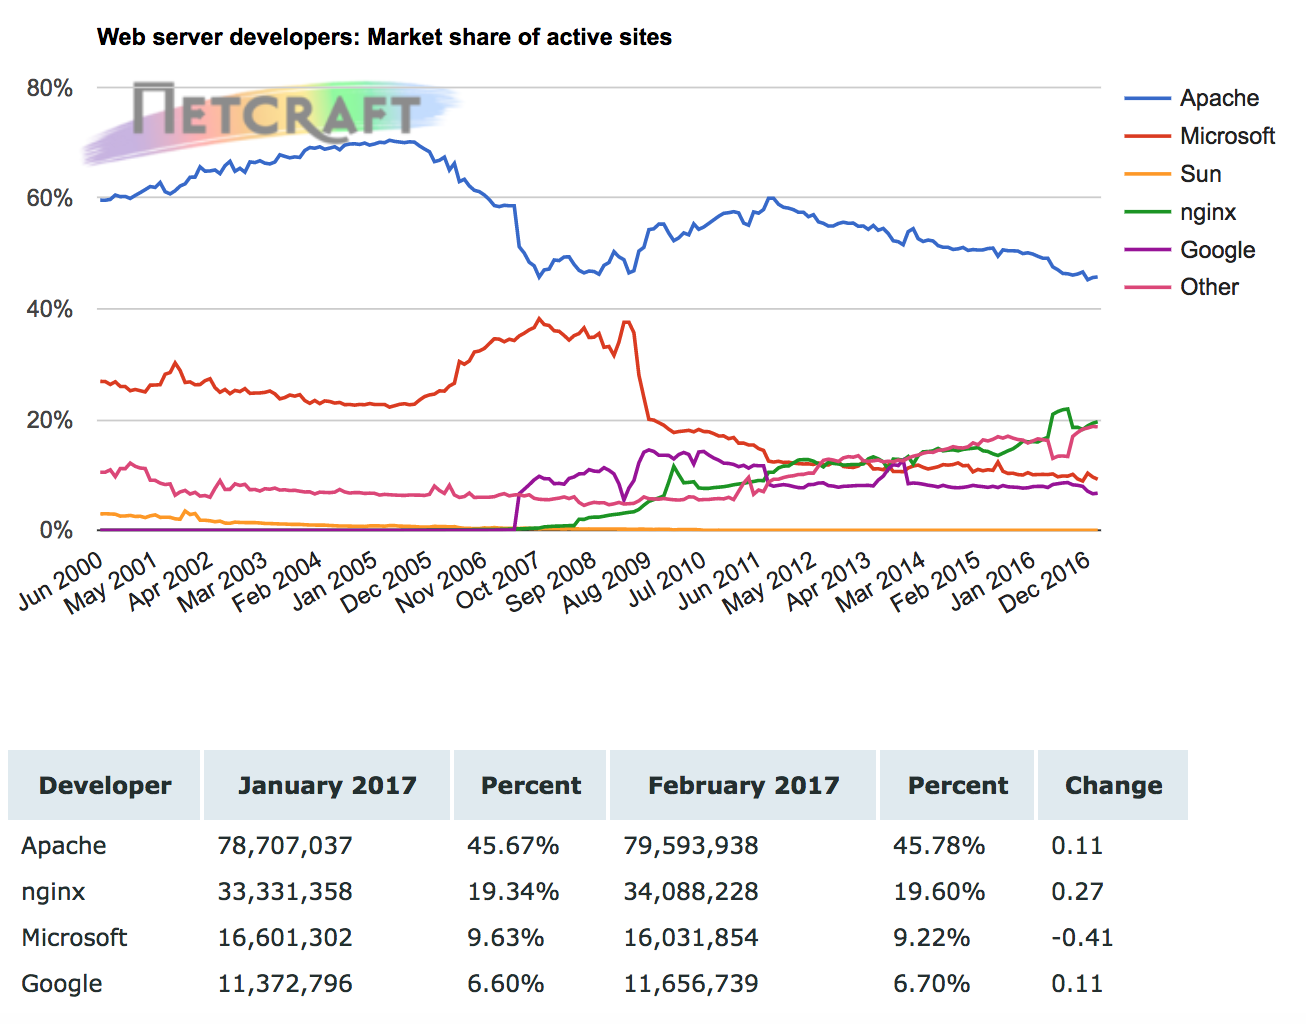 Web server developers: Market share of active sites
NETCRAFT
80%
60%
40%
20%
0%
Apache
Microsoft
Sun
nginx
Google
Other
Jun 2000
May 2001
Apr 2002
Mar 2003
Feb 2004
Jan 2005
Dec 2005
Nov 2006
Oct 2007
Sep 2008
Aug 2009
Jul 2010
Jun 2011
May 2012
Apr 2013
Mar 2014
Feb 2015
Jan 2016
Dec 2016
Developer January 2017 Percent February 2017 Percent Change
Apache 78,707,037 45.67% 79,593,938 45.78% 0.11
nginx 33,331,358 19.34% 34,088,228 19.60% 0.27
Microsoft 16,601,302 9.63% 16,031,854 9.22% -0.41
Google 11,372,796 6.60% 11,656,739 6.70% 0.11